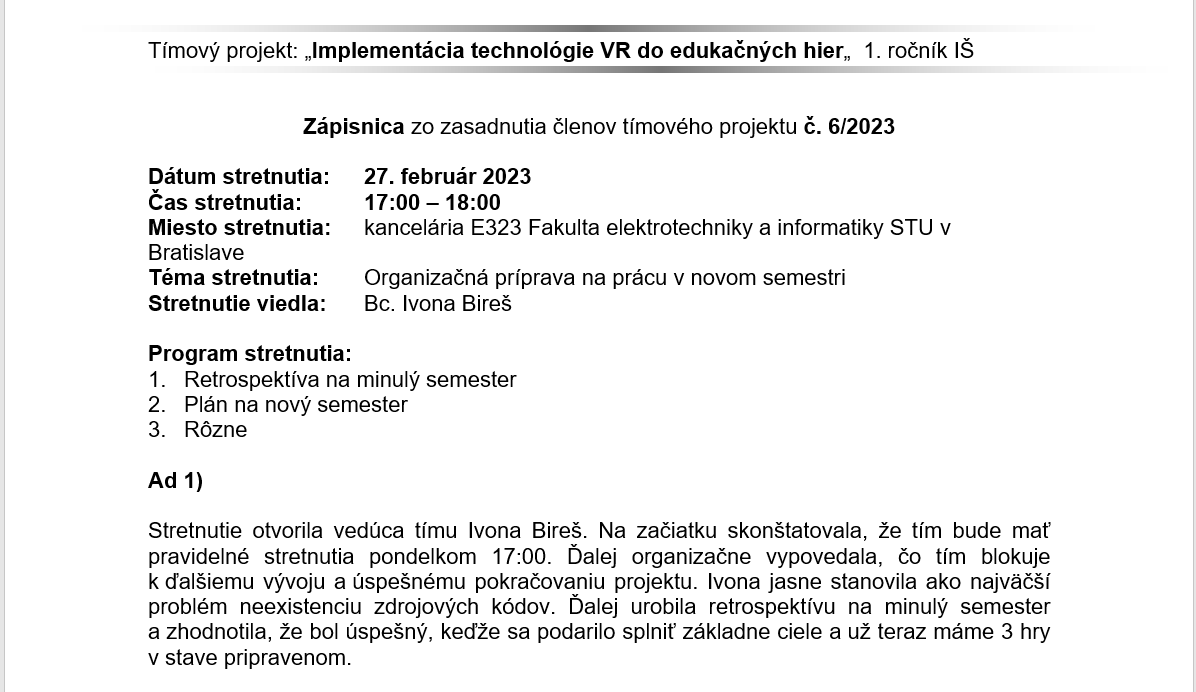 Tímový projekt: „Implementácia technológie VR do edukačných hier„ 1. ročník IŠ
Zápisnica zo zasadnutia členov tímového projektu č. 6/2023
Dátum stretnutia: 27. február 2023
Čas stretnutia: 17:00 – 18:00
Miesto stretnutia: kancelária E323 Fakulta elektrotechniky a informatiky STU v
Bratislave
Téma stretnutia: Organizačná príprava na prácu v novom semestri
Stretnutie viedla: Bc. Ivona Bireš
Program stretnutia:
1. Retrospektíva na minulý semester
2. Plán na nový semester
3. Rôzne
Ad 1)
Stretnutie otvorila vedúca tímu Ivona Bireš. Na začiatku skonštatovala, že tím bude mať
pravidelné stretnutia pondelkom 17:00. Ďalej organizačne vypovedala, čo tím blokuje
k ďalšiemu vývoju a úspešnému pokračovaniu projektu. Ivona jasne stanovila ako najväčší
problém neexistenciu zdrojových kódov. Ďalej urobila retrospektívu na minulý semester
a zhodnotila, že bol úspešný, keďže sa podarilo splniť základne ciele a už teraz máme 3 hry
v stave pripravenom.